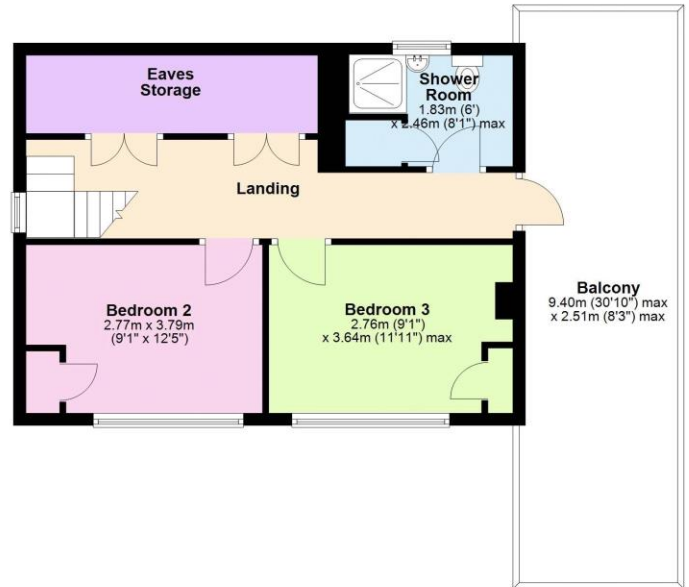 Eaves
Storage
Shower
Room
1.83m (6')
x 2.46m (8'1") max
Landing
Bedroom 2
2.77m x 3.79m
(9'1" x 12'5")
Bedroom 3
2.76m (9'1")
x 3.64m (11'11") max
Balcony
9.40m (30'10") max
x 2.51m (8'3") max